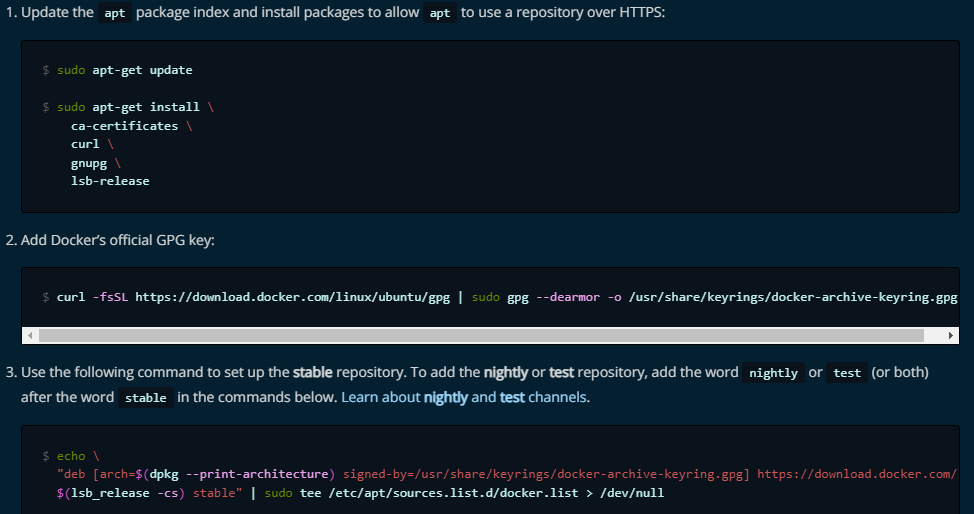 1. Update the apt package index and install packages to allow apt to use a repository over HTTPS:
$ sudo apt-get update
$ sudo apt-get install \
ca-certificates \
curl \
gnupg \
lsb-release
2. Add Docker’s official GPG key:
$ curl -fsSL https://download.docker.com/linux/ubuntu/gpg | sudo gpg --dearmor -o /usr/share/keyrings/docker-archive-keyring.gpg
3. Use the following command to set up the stable repository. To add the nightly or test repository, add the word nightly or test (or both)
after the word stable in the commands below. Learn about nightly and test channels.
$ echo \
"deb [arch=$(dpkg --print-architecture) signed-by=/usr/share/keyrings/docker-archive-keyring.gpg] https://download.docker.com/
$(lsb_release -cs) stable" | sudo tee /etc/apt/sources.list.d/docker.list > /dev/null